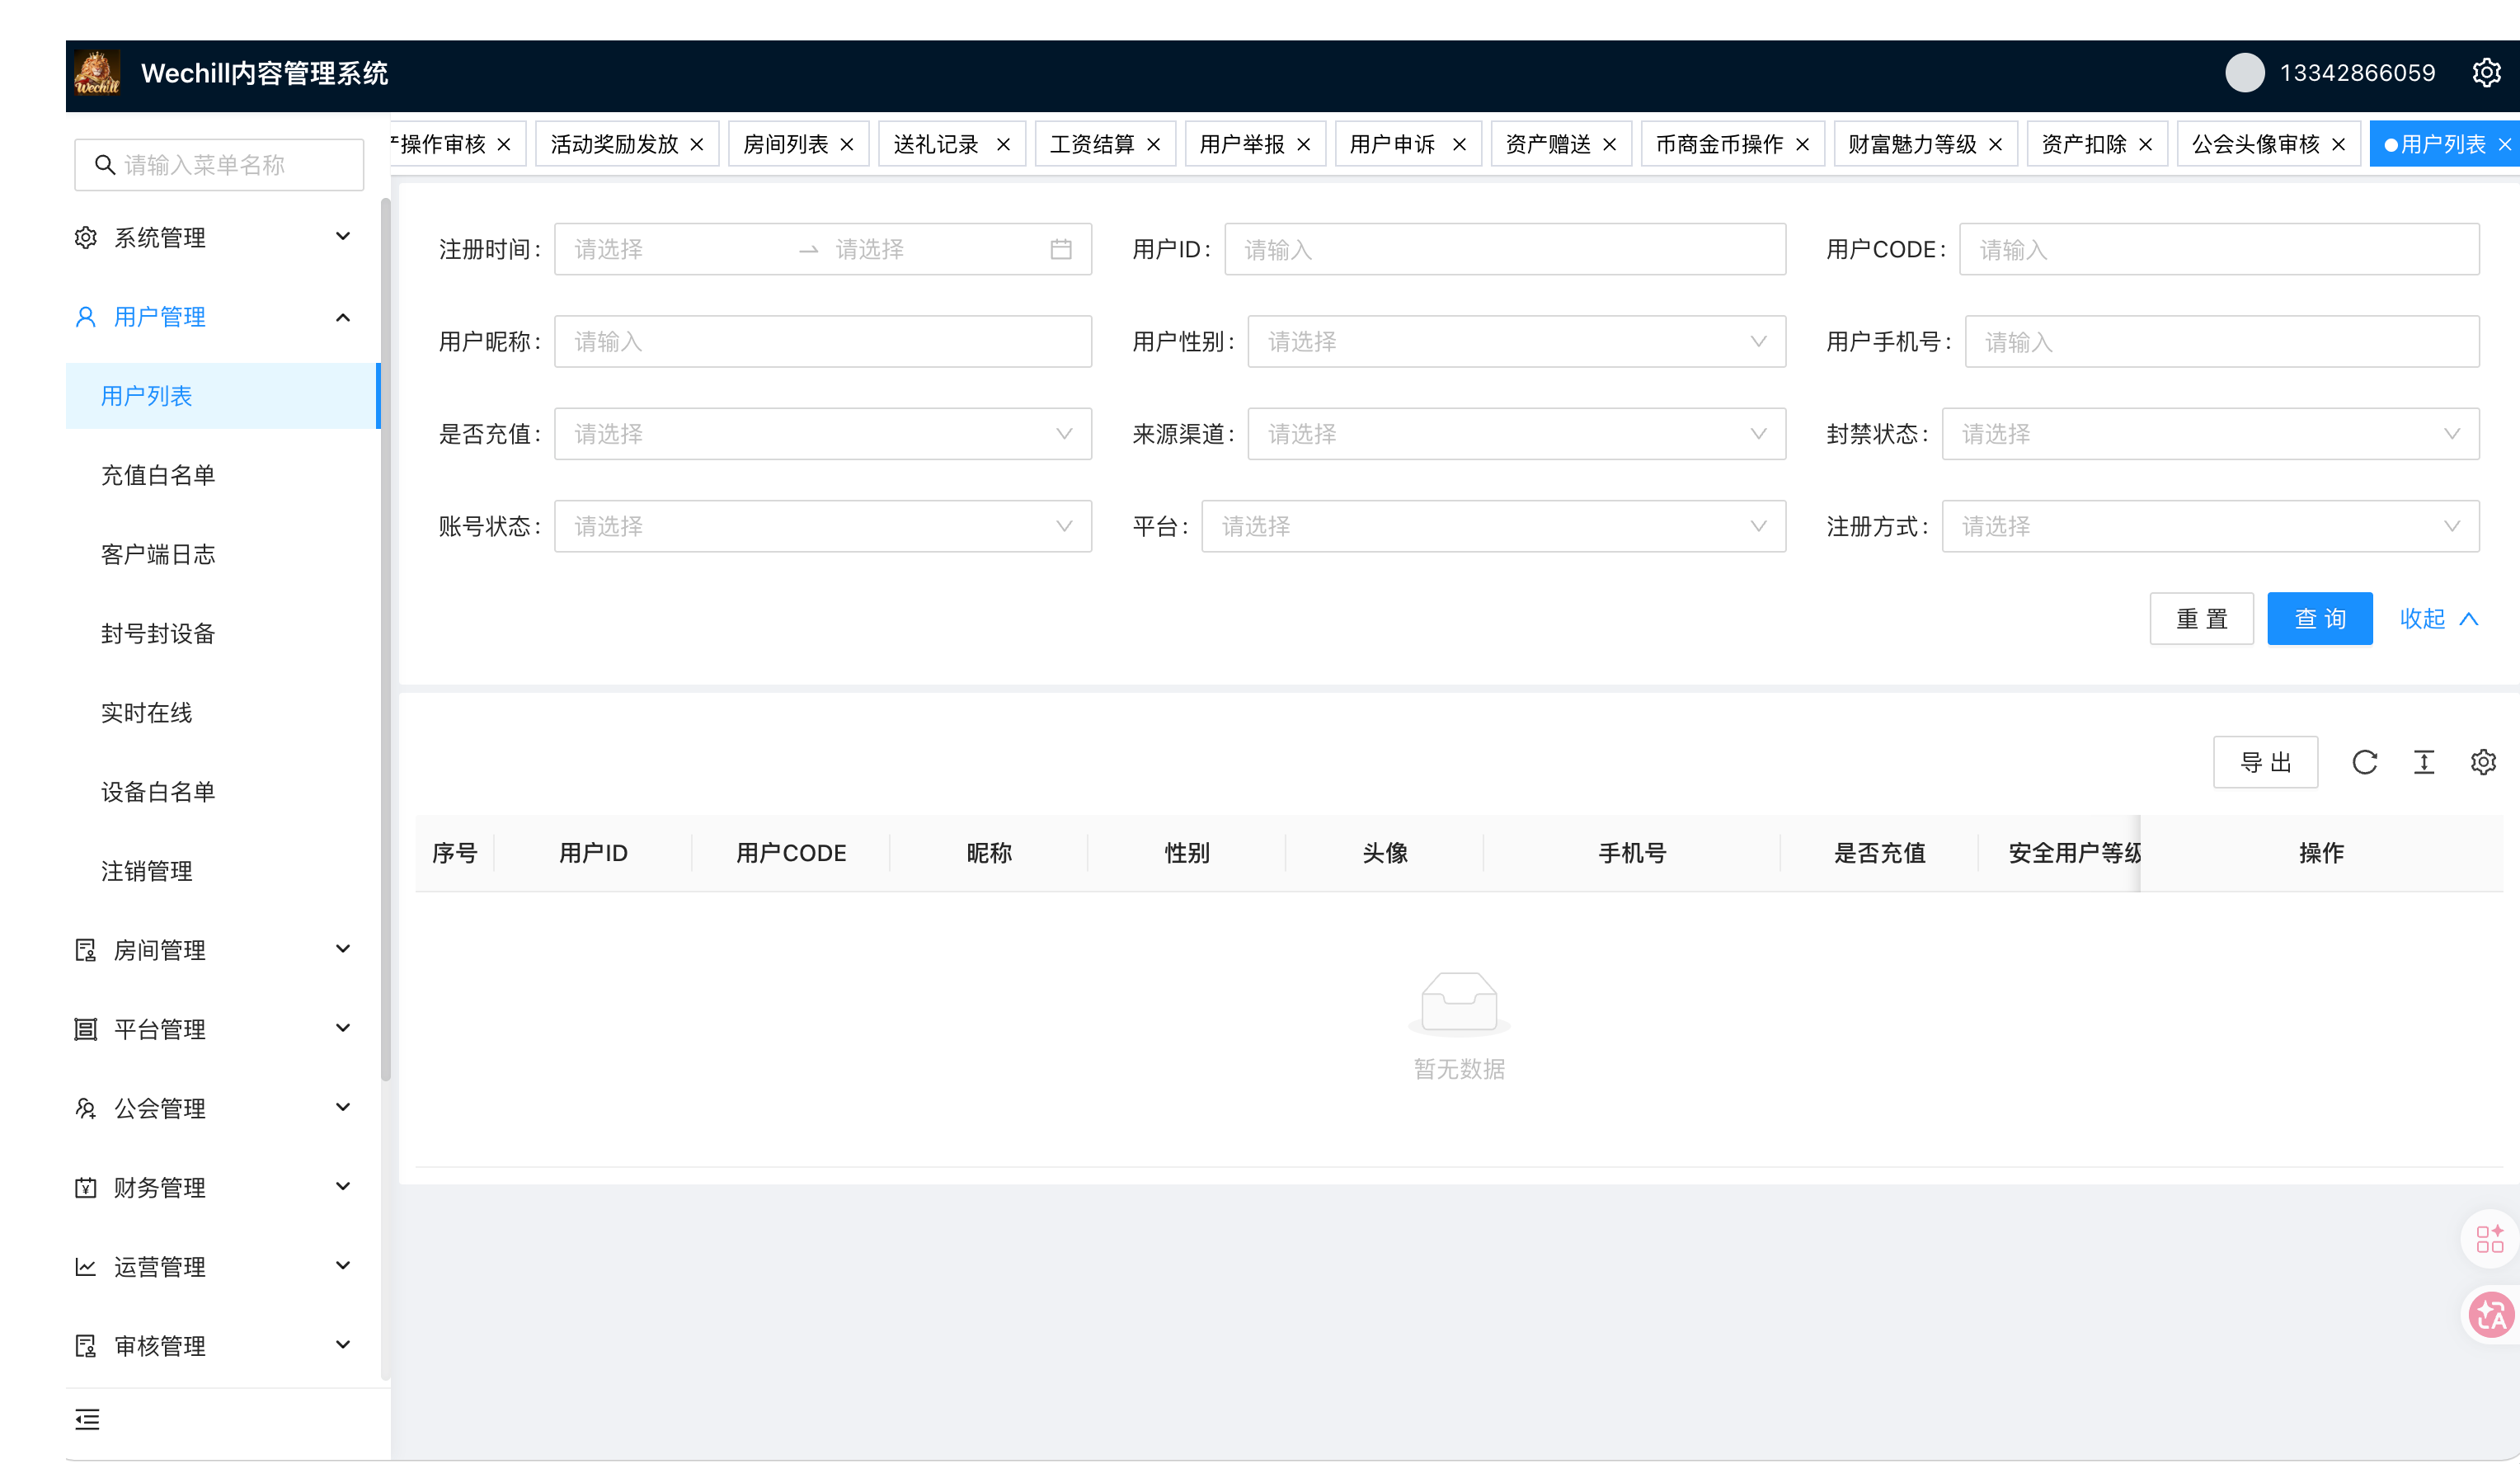 Wechill
Wechill内容管理系统
13342866059
操作审核
活动奖励发放
房间列表
送礼记录
工资结算
用户举报
用户申诉
资产赠送
币商金币操作
财富魅力等级
资产扣除
公会头像审核
用户列表
请输入菜单名称
系统管理
用户管理
用户列表
充值白名单
客户端日志
封号封设备
实时在线
设备白名单
注销管理
房间管理
平台管理
公会管理
财务管理
运营管理
审核管理
注册时间: 请选择 请选择 用户ID: 请输入 用户CODE: 请输入
用户昵称: 请输入 用户性别: 请选择 用户手机号: 请输入
是否充值: 请选择 来源渠道: 请选择 封禁状态: 请选择
账号状态: 请选择 平台: 请选择 注册方式: 请选择
重置 查询 收起
导出
序号 用户ID 用户CODE 昵称 性别 头像 手机号 是否充值 安全用户等级 操作
暂无数据